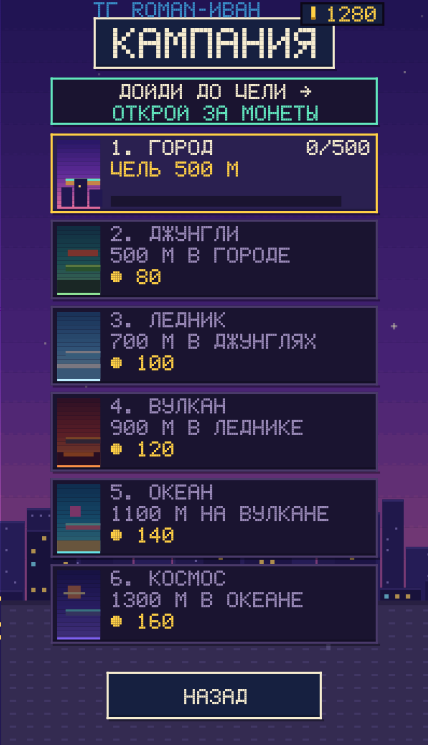 ТГ ROMAN-ИВАН
1280
КАМПАНИЯ
ДОЙДИ ДО ЦЕЛИ →
ОТКРОЙ ЗА МОНЕТЫ
1. ГОРОД 0/500
ЦЕЛЬ 500 М
2. ДЖУНГЛИ
500 М В ГОРОДЕ
80
3. ЛЕДНИК
700 М В ДЖУНГЛЯХ
100
4. ВУЛКАН
900 М В ЛЕДНИКЕ
120
5. ОКЕАН
1100 М НА ВУЛКАНЕ
140
6. КОСМОС
1300 М В ОКЕАНЕ
160
НАЗАД